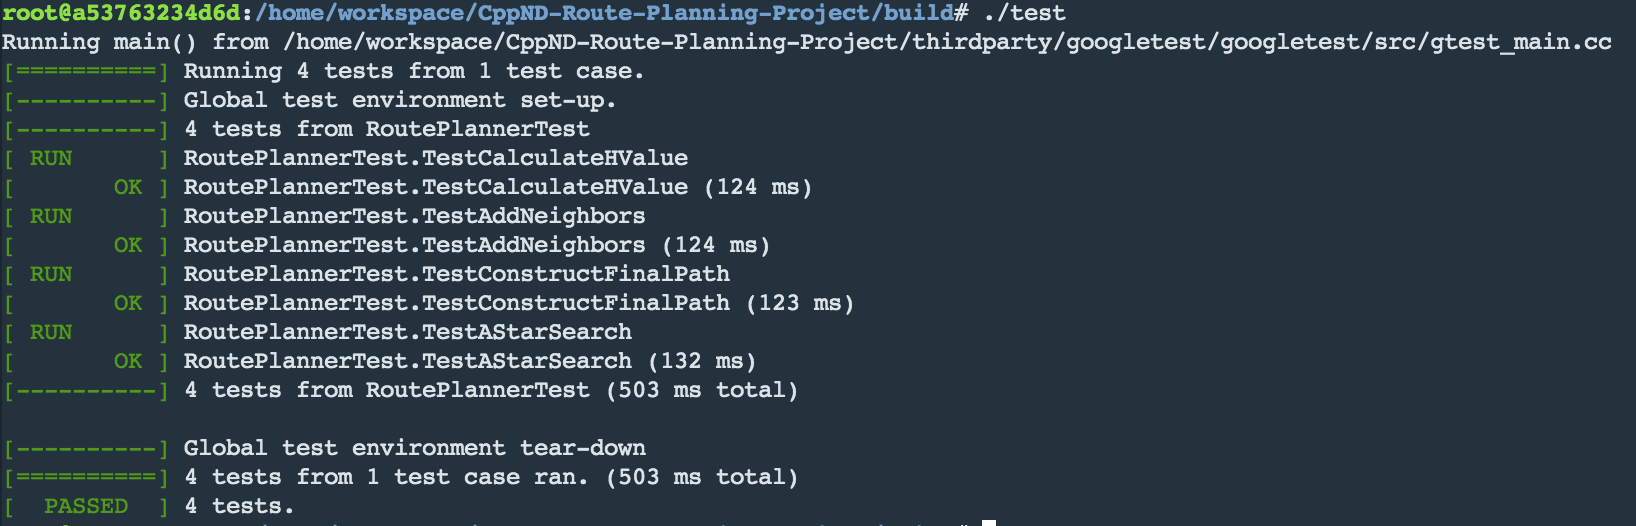 root@a53763234d6d:/home/workspace/CppND-Route-Planning-Project/build# ./test
Running main() from /home/workspace/CppND-Route-Planning-Project/thirdparty/googletest/googletest/src/gtest_main.cc
[==========] Running 4 tests from 1 test case.
[----------] Global test environment set-up.
[----------] 4 tests from RoutePlannerTest
[ RUN      ] RoutePlannerTest.TestCalculateHValue
[       OK ] RoutePlannerTest.TestCalculateHValue (124 ms)
[ RUN      ] RoutePlannerTest.TestAddNeighbors
[       OK ] RoutePlannerTest.TestAddNeighbors (124 ms)
[ RUN      ] RoutePlannerTest.TestConstructFinalPath
[       OK ] RoutePlannerTest.TestConstructFinalPath (123 ms)
[ RUN      ] RoutePlannerTest.TestAStarSearch
[       OK ] RoutePlannerTest.TestAStarSearch (132 ms)
[----------] 4 tests from RoutePlannerTest (503 ms total)
[----------] Global test environment tear-down
[==========] 4 tests from 1 test case ran. (503 ms total)
[  PASSED  ] 4 tests.